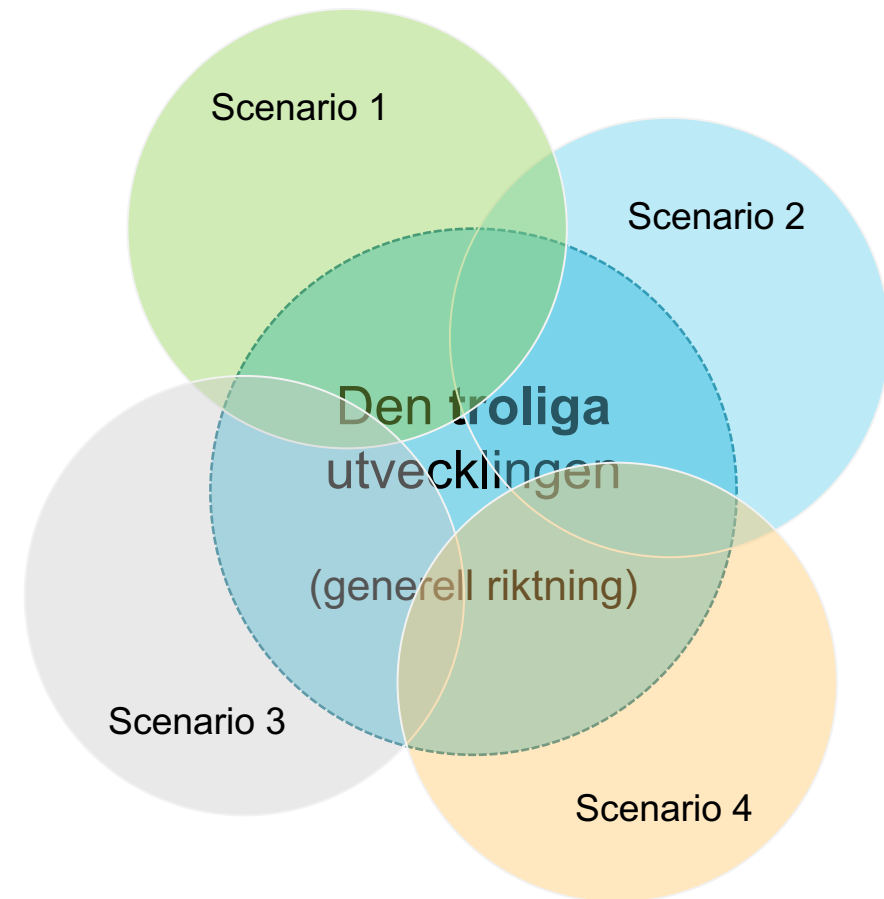 Scenario 1
Scenario 2
Den troliga
utvecklingen
(generell riktning)
Scenario 3
Scenario 4